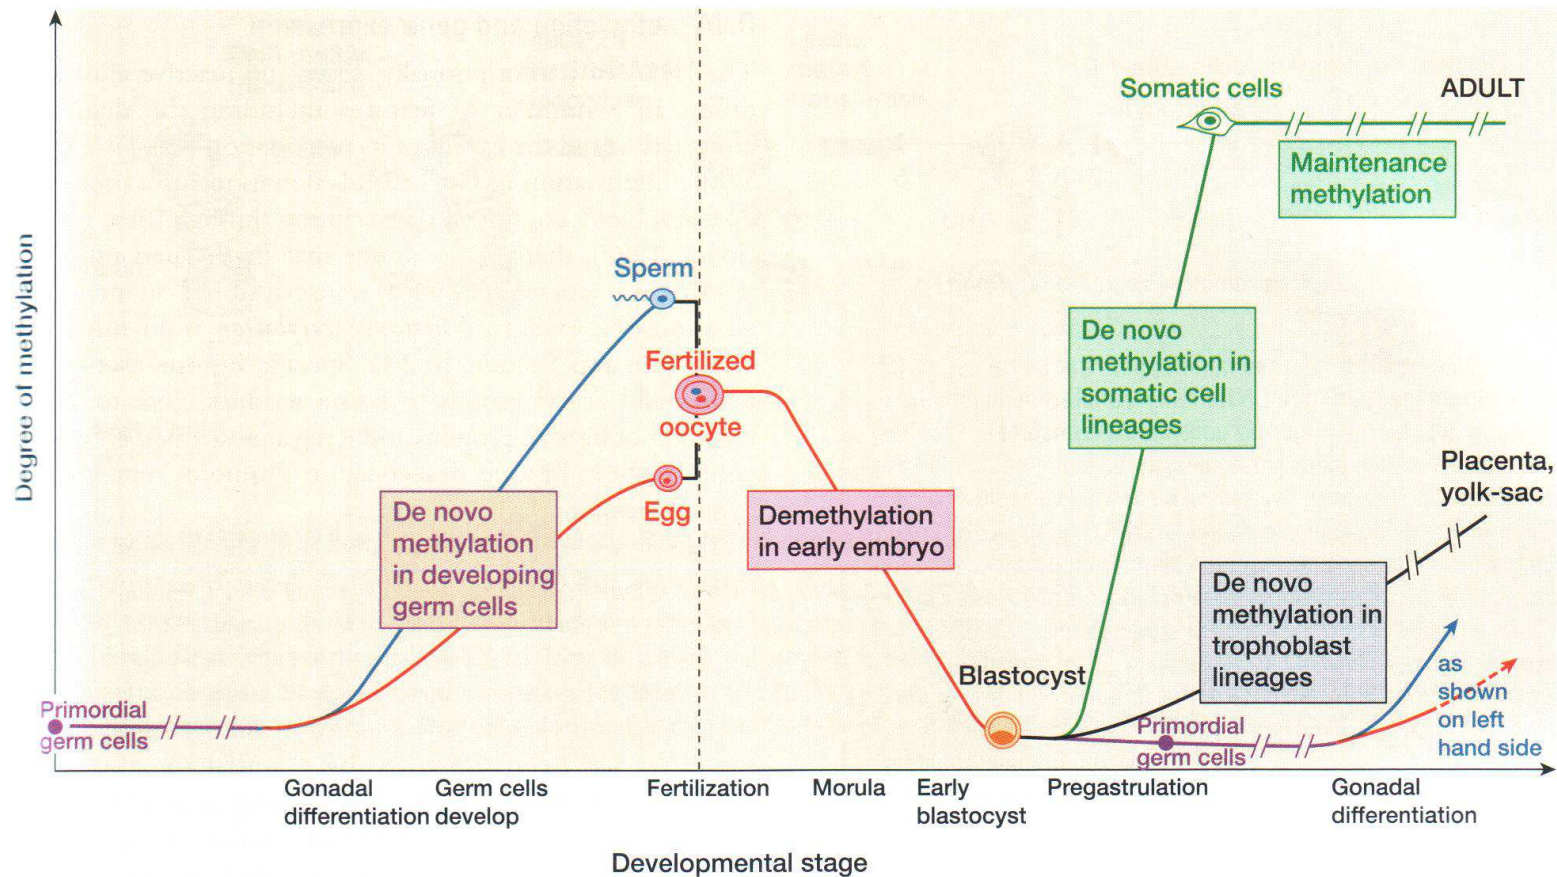 Degree of methylation
Somatic cells
ADULT
Maintenance
methylation
Sperm
Fertilized
oocyte
Egg
De novo
methylation in
somatic cell
lineages
De novo
methylation
in developing
germ cells
Demethylation
in early embryo
Placenta,
yolk-sac
De novo
methylation in
trophoblast
lineages
Blastocyst
Primordial
germ cells
Primordial
germ cells
as
shown
on left
hand side
Gonadal
differentiation
Germ cells
develop
Fertilization
Morula
Early
blastocyst
Pregastrulation
Gonadal
differentiation
Developmental stage